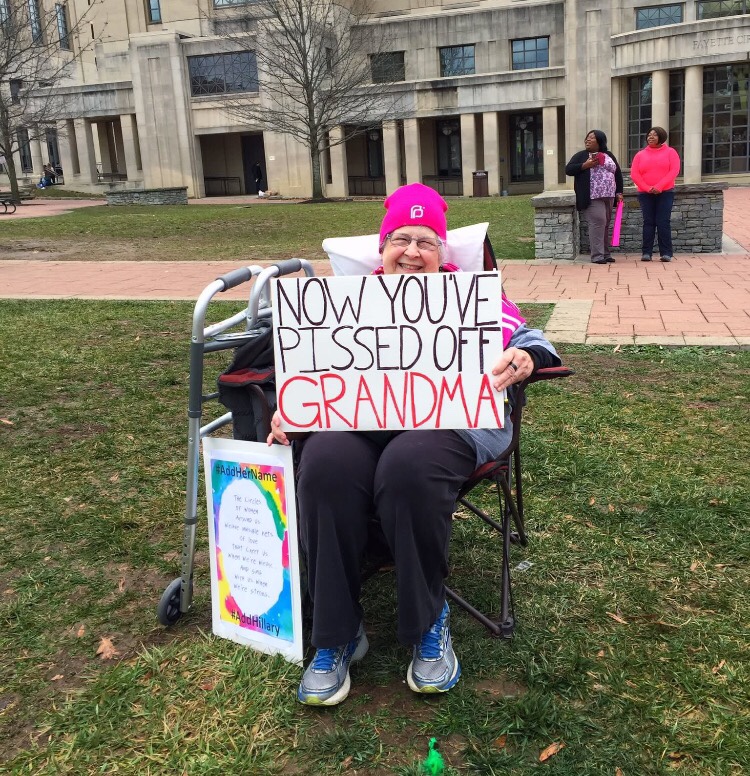 FAYETTE
NOW YOU'VE
PISSED OFF
GRANDMA
#AddHerName
The circles
of women
around us
weave invisible nets
of love
that carry us
when we're weak
and sing
with us when
we're strong.
#AddHillary